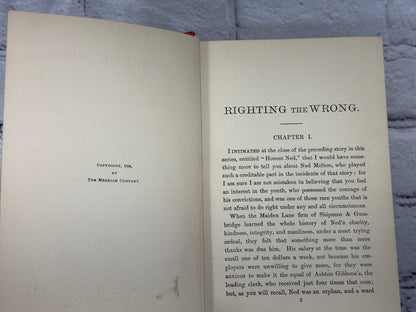 COPYRIGHT, 1894,
BY
THE MERRIAM COMPANY.
RIGHTING THE WRONG.
CHAPTER I.
I INTIMATED at the close of the preceding story in this
series, entitled "Honest Ned," that I would have some-
thing more to tell you about Ned Melton, who played
such a creditable part in the incidents of that story; for
I am sure I am not mistaken in believing that you feel
an interest in the youth, who possessed the courage of
his convictions, and was one of those rare youths that is
not afraid to do right under any and all circumstances.
When the Maiden Lane firm of Shipman & Gum-
bridge learned the whole history of Ned's charity,
kindness, integrity, and manliness, under a most trying
ordeal, they felt that something more than mere
thanks was due him. His salary at the time was the
small one of ten dollars a week, not because his em-
ployers were unwilling to give more, for they were
anxious to make it the equal of Ashton Gibbens's, the
leading clerk, who received just four times that sum;
but, as you will recall, Ned was an orphan, and a ward
3